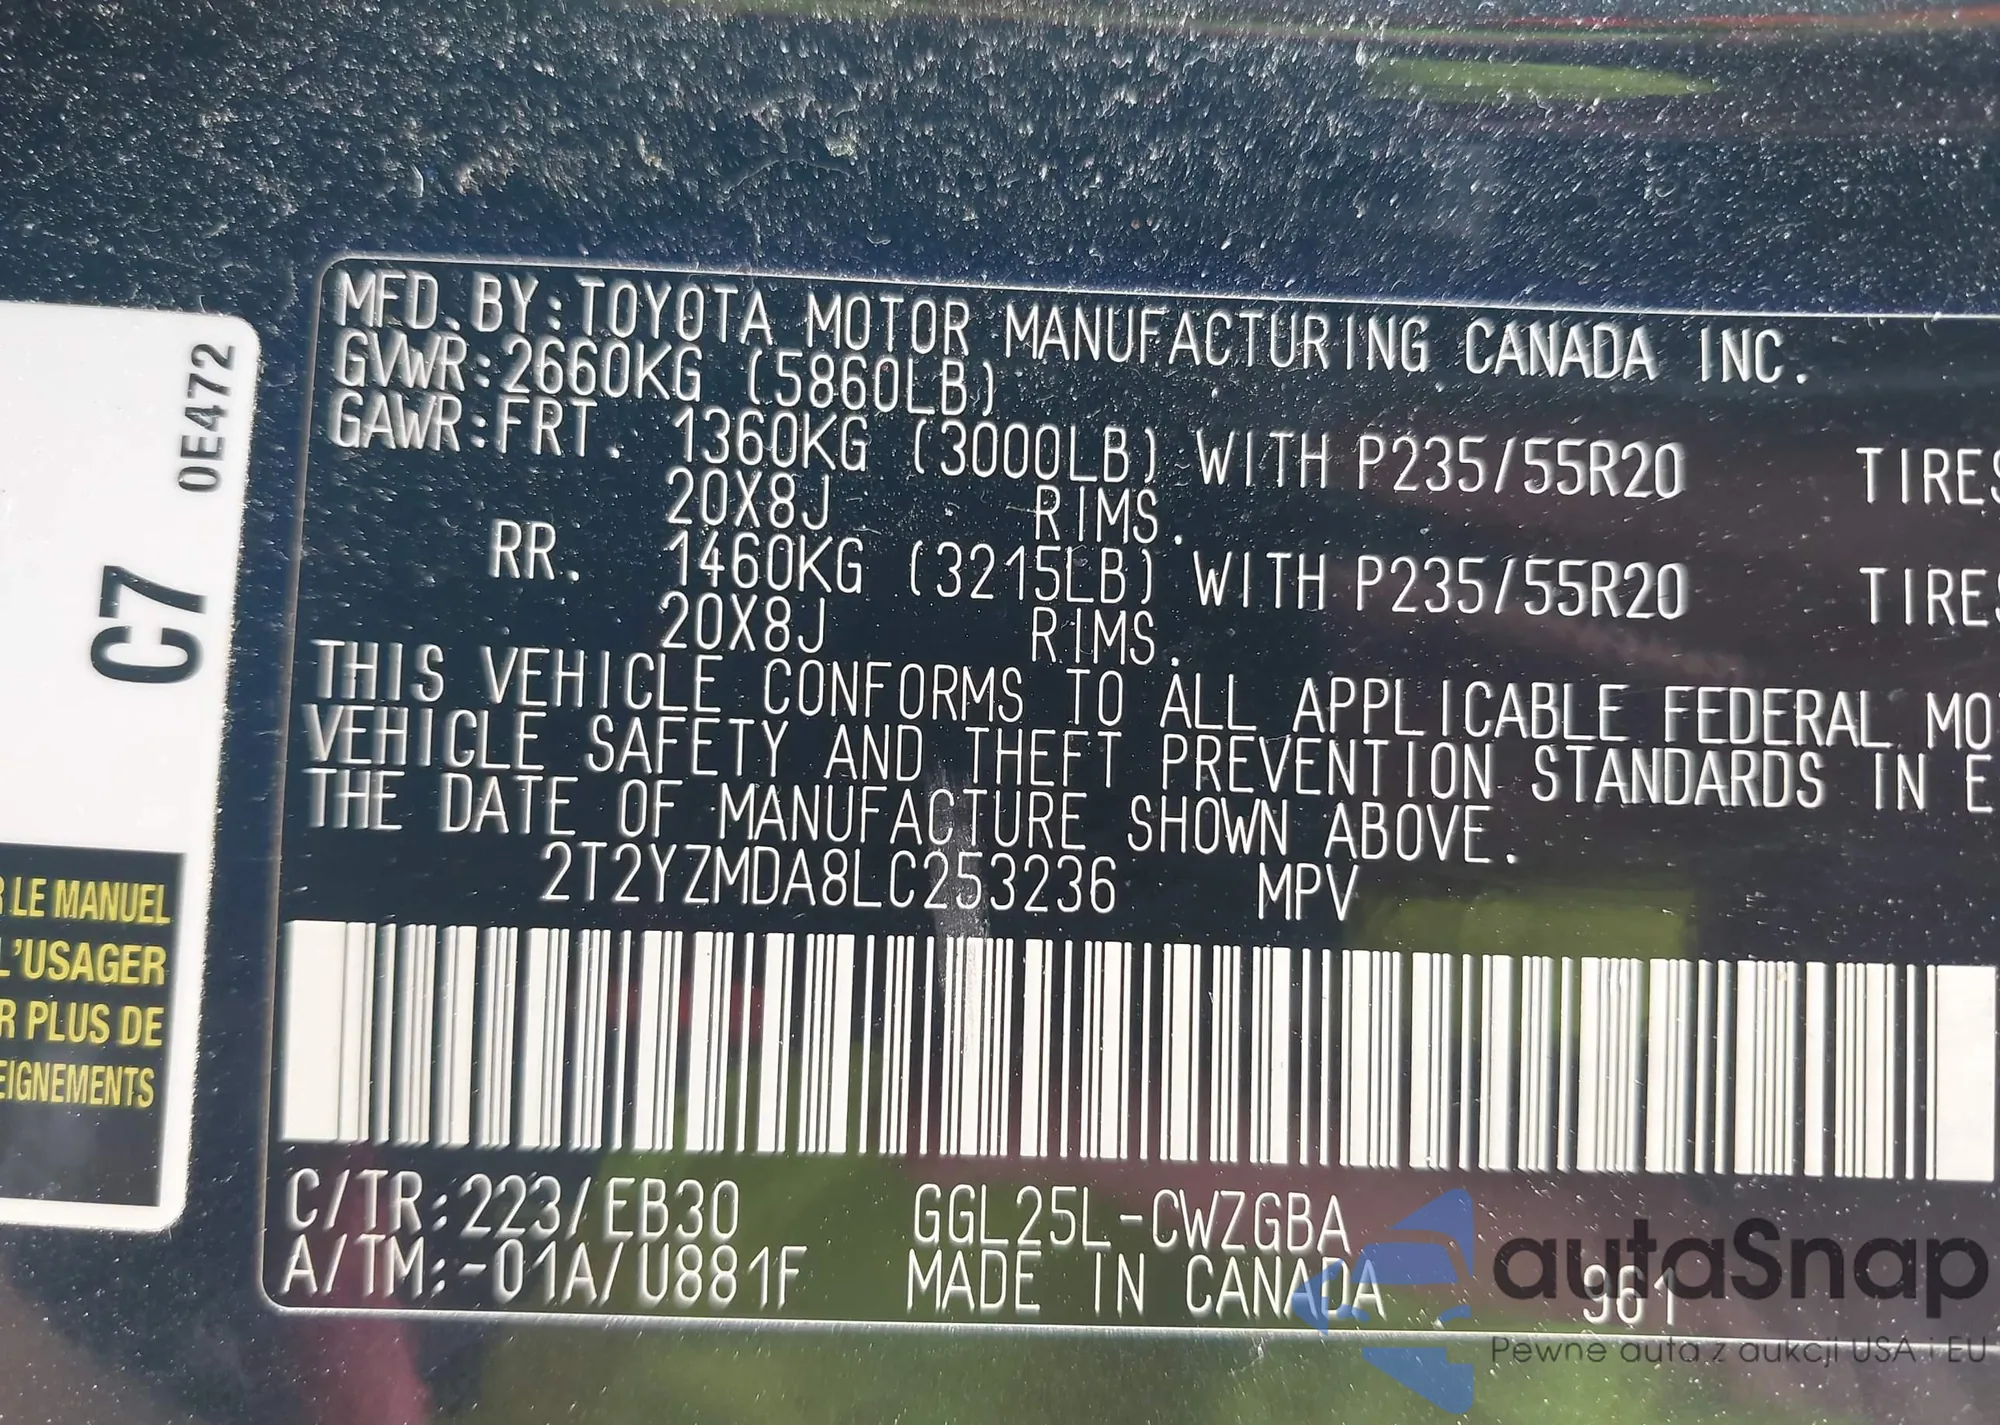 0E472
C7
LE MANUEL
L'USAGER
R PLUS DE
EIGNEMENTS
MFD. BY: TOYOTA MOTOR MANUFACTURING CANADA INC.
GVWR: 2660KG (5860LB)
GAWR: FRT. 1360KG (3000LB) WITH P235/55R20 TIRES
20X8J RIMS.
RR. 1460KG (3215LB) WITH P235/55R20 TIRES
20X8J RIMS.
THIS VEHICLE CONFORMS TO ALL APPLICABLE FEDERAL MO
VEHICLE SAFETY AND THEFT PREVENTION STANDARDS IN E
THE DATE OF MANUFACTURE SHOWN ABOVE.
2T2YZMDA8LC253236 MPV
C/TR: 223/EB30 GGL25L-CWZGBA
A/TM: -01A/U881F MADE IN CANADA 961
autaSnap
Pewne auta z aukcji USA i EU